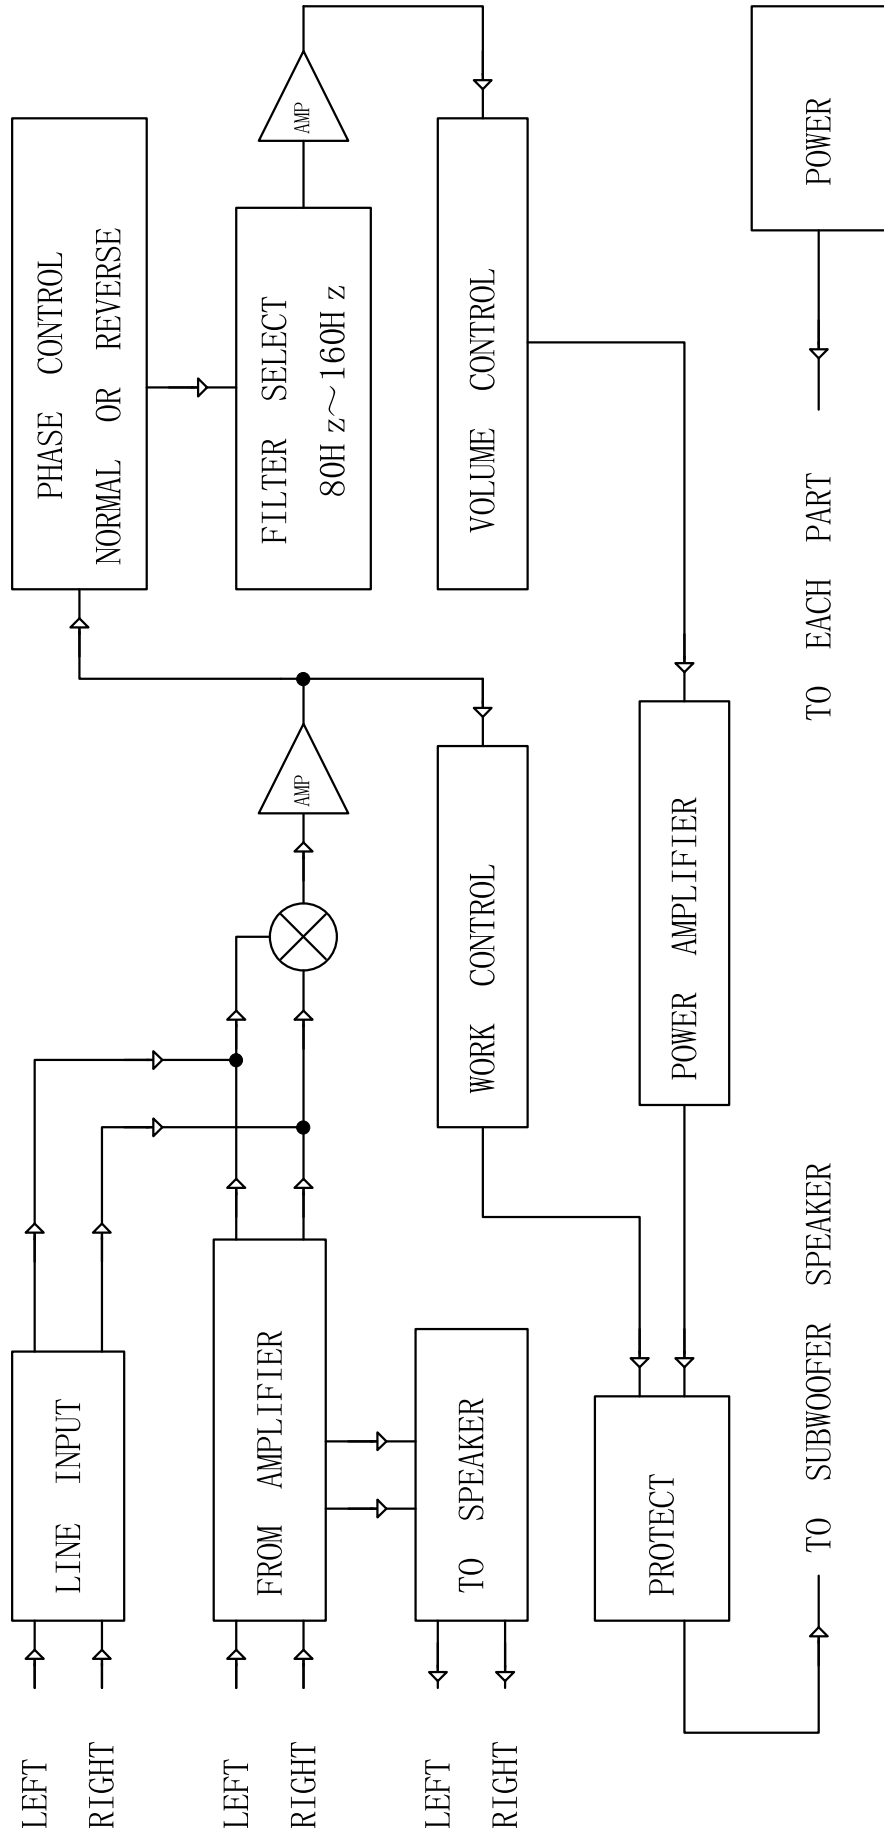 LEFT
RIGHT
LINE INPUT
PHASE CONTROL
NORMAL OR REVERSE
LEFT
RIGHT
FROM AMPLIFIER
AMP
FILTER SELECT
80Hz～160Hz
AMP
LEFT
RIGHT
TO SPEAKER
WORK CONTROL
VOLUME CONTROL
PROTECT
POWER AMPLIFIER
TO SUBWOOFER SPEAKER
TO EACH PART
POWER